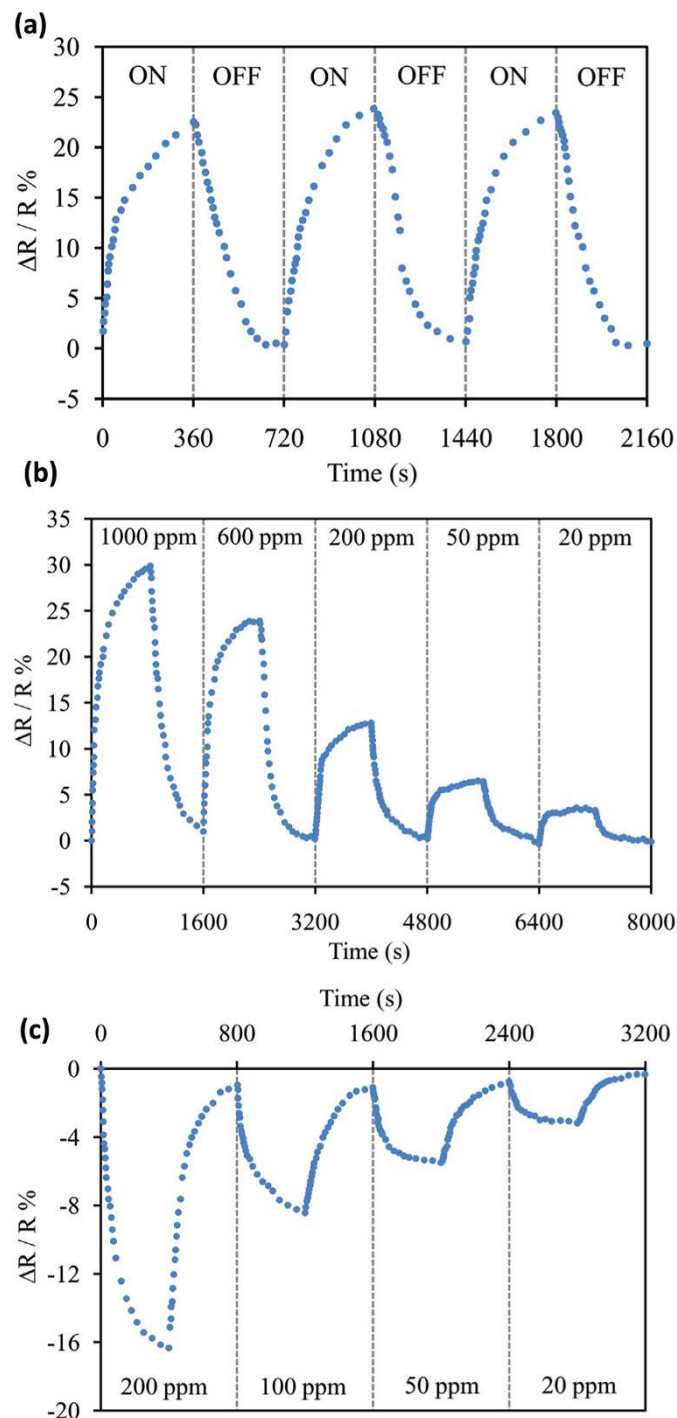 (a)
30
ON OFF ON OFF ON OFF
25
20
15
10
5
0
-5
ΔR / R %
0 360 720 1080 1440 1800 2160
Time (s)
(b)
35
1000 ppm 600 ppm 200 ppm 50 ppm 20 ppm
30
25
20
15
10
5
0
-5
ΔR / R %
0 1600 3200 4800 6400 8000
Time (s)
Time (s)
(c)
0 800 1600 2400 3200
0
-4
-8
-12
-16
-20
ΔR / R %
200 ppm 100 ppm 50 ppm 20 ppm